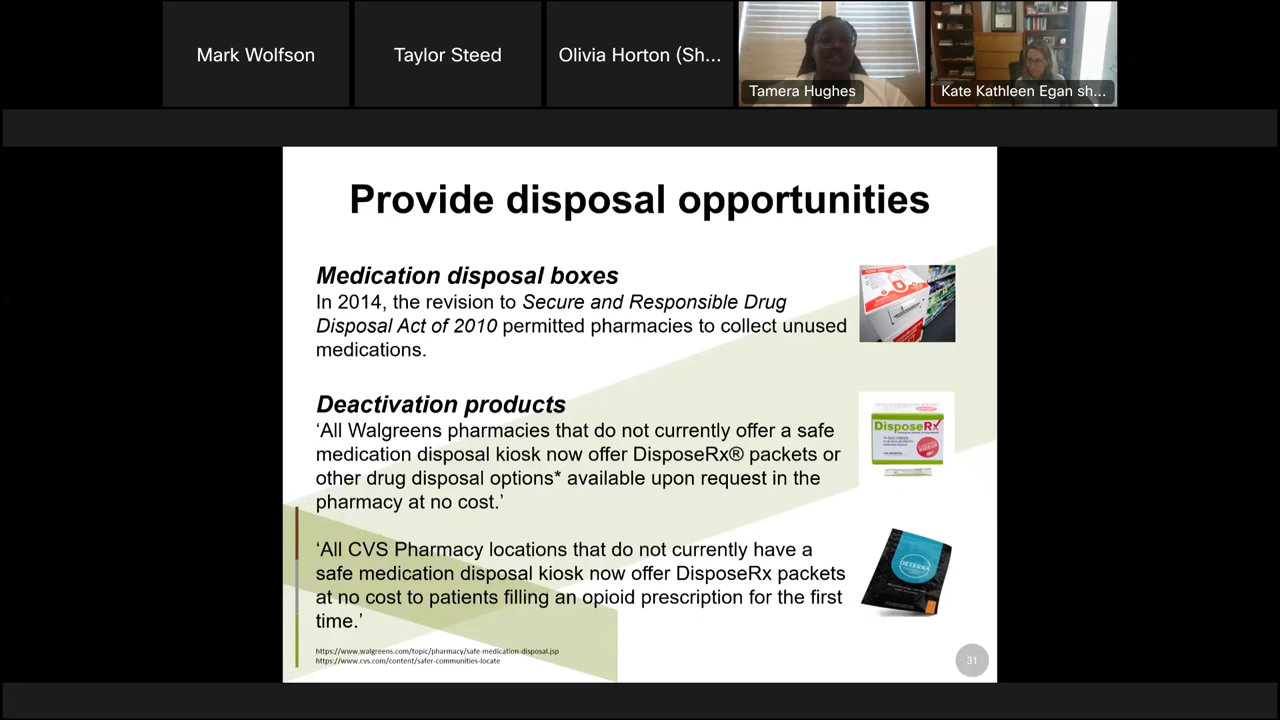 Mark Wolfson
Taylor Steed
Olivia Horton (Sh...
Tamera Hughes
Kate Kathleen Egan sh...
Provide disposal opportunities
Medication disposal boxes
In 2014, the revision to Secure and Responsible Drug
Disposal Act of 2010 permitted pharmacies to collect unused
medications.
Deactivation products
‘All Walgreens pharmacies that do not currently offer a safe
medication disposal kiosk now offer DisposeRx® packets or
other drug disposal options* available upon request in the
pharmacy at no cost.’
DisposeRx
‘All CVS Pharmacy locations that do not currently have a
safe medication disposal kiosk now offer DisposeRx packets
at no cost to patients filling an opioid prescription for the first
time.’
DETERRA
https://www.walgreens.com/topic/pharmacy/safe-medication-disposal.jsp
https://www.cvs.com/content/safer-communities-locate
31